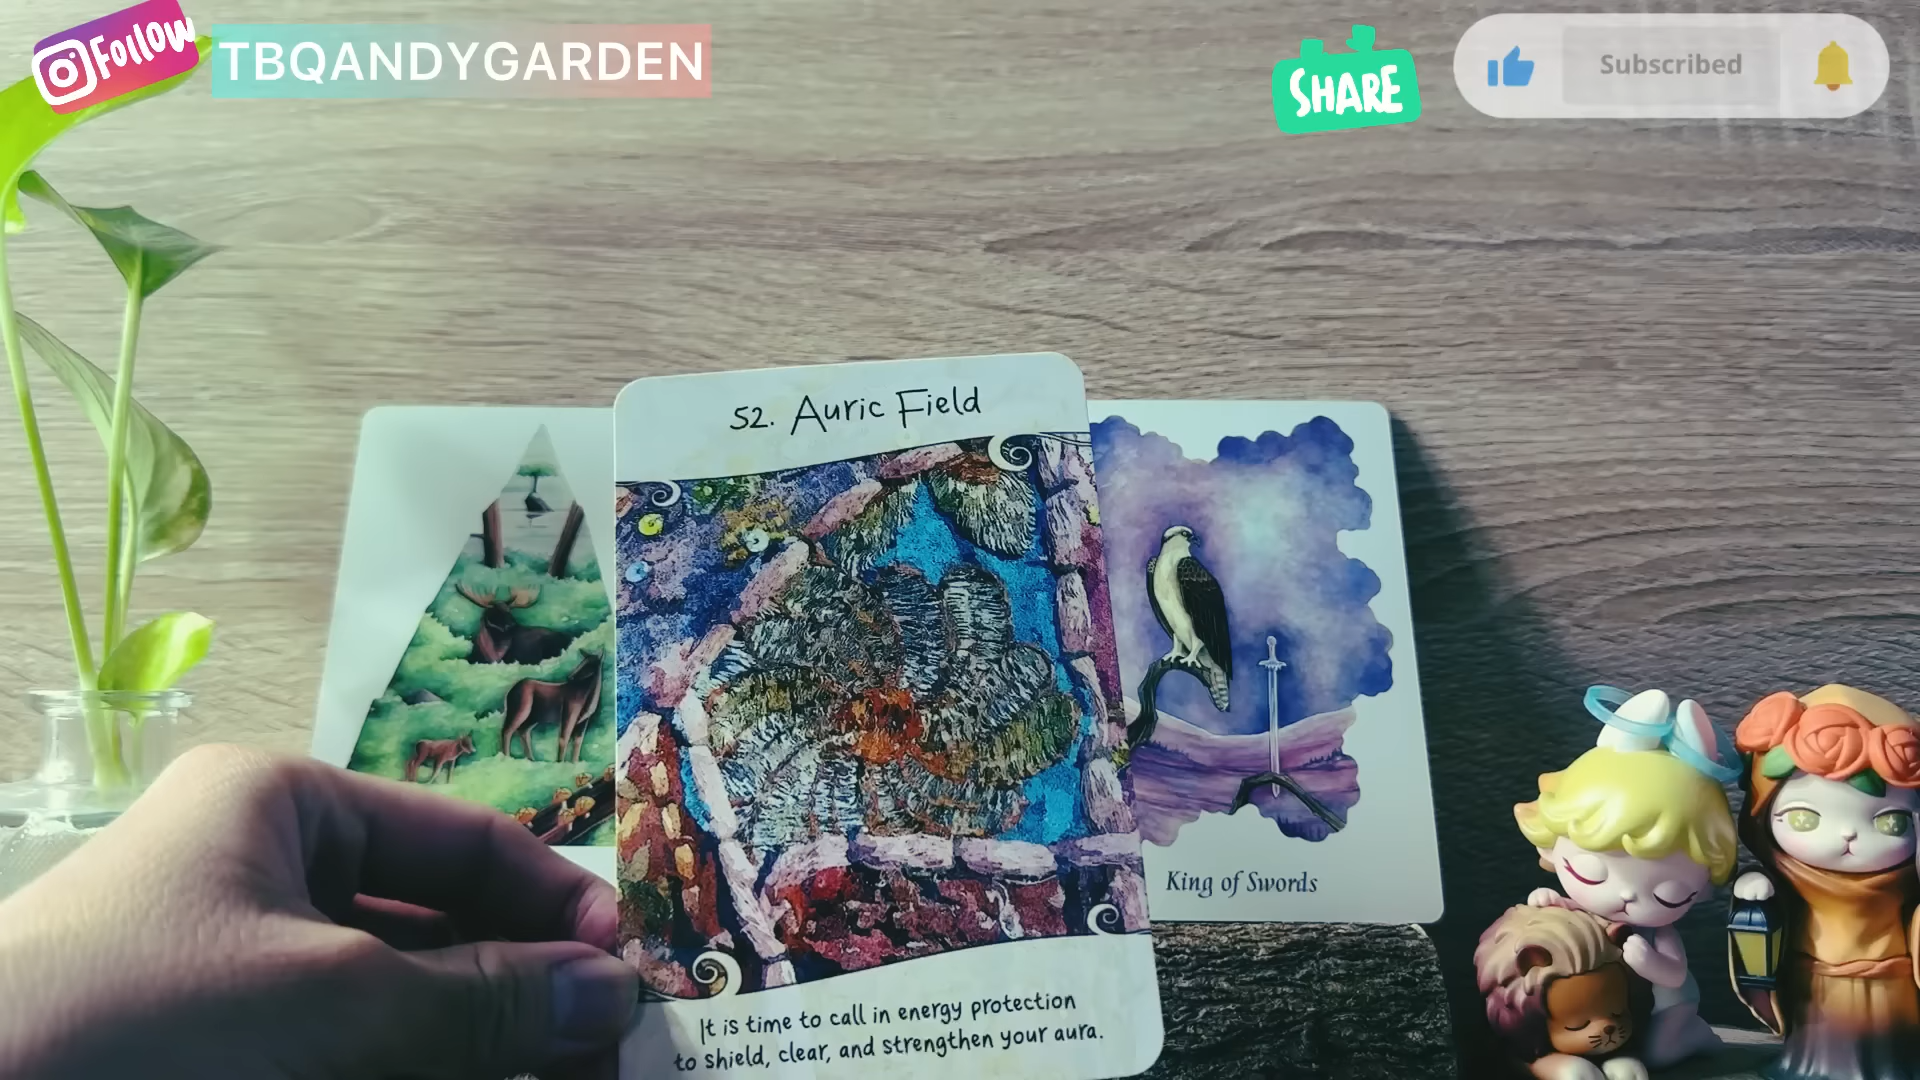 Follow
TBQANDYGARDEN
SHARE
Subscribed
52. Auric Field
King of Swords
It is time to call in energy protection
to shield, clear, and strengthen your aura.